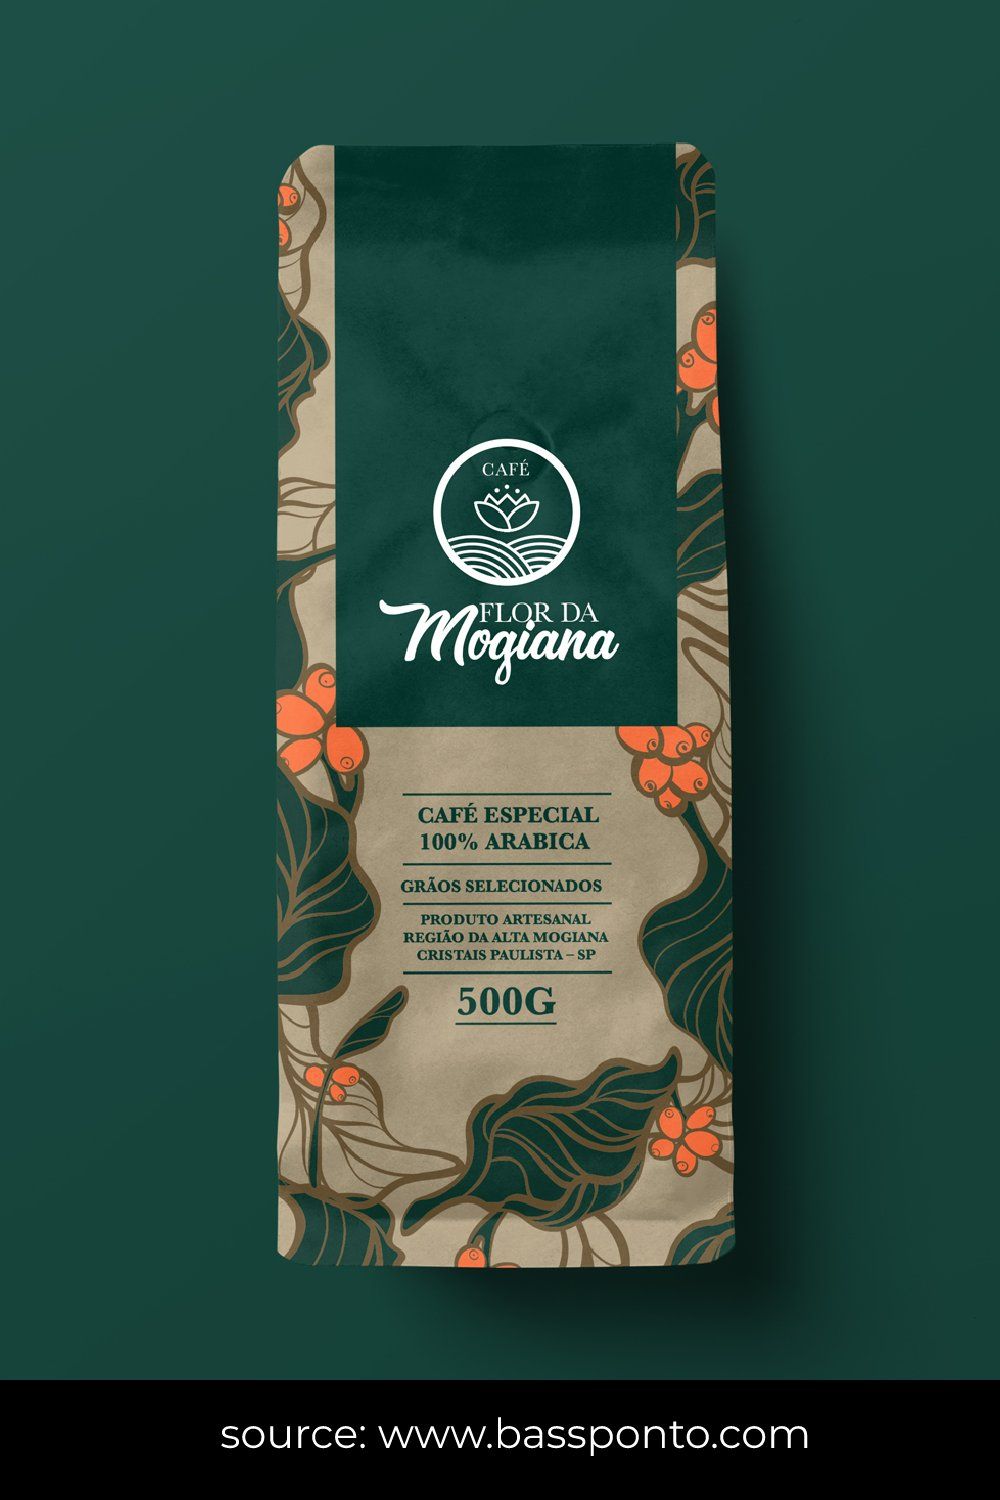 CAFÉ
FLOR DA
Mogiana
CAFÉ ESPECIAL
100% ARABICA
GRÃOS SELECIONADOS
PRODUTO ARTESANAL
REGIÃO DA ALTA MOGIANA
CRISTAIS PAULISTA – SP
500G
source: www.bassponto.com